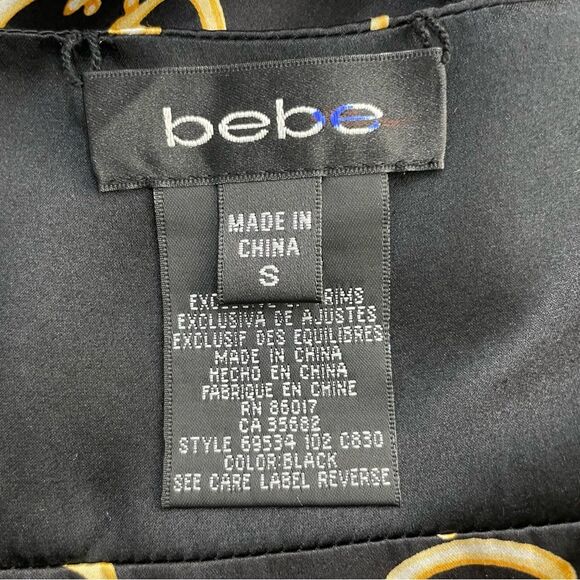 bebe
MADE IN
CHINA
S
RIMS
EXCLUSIVA DE AJUSTES
EXCLUSIF DES EQUILIBRES
MADE IN CHINA
HECHO EN CHINA
FABRIQUE EN CHINE
RN 86017
CA 35682
STYLE 69534 102 C830
COLOR:BLACK
SEE CARE LABEL REVERSE